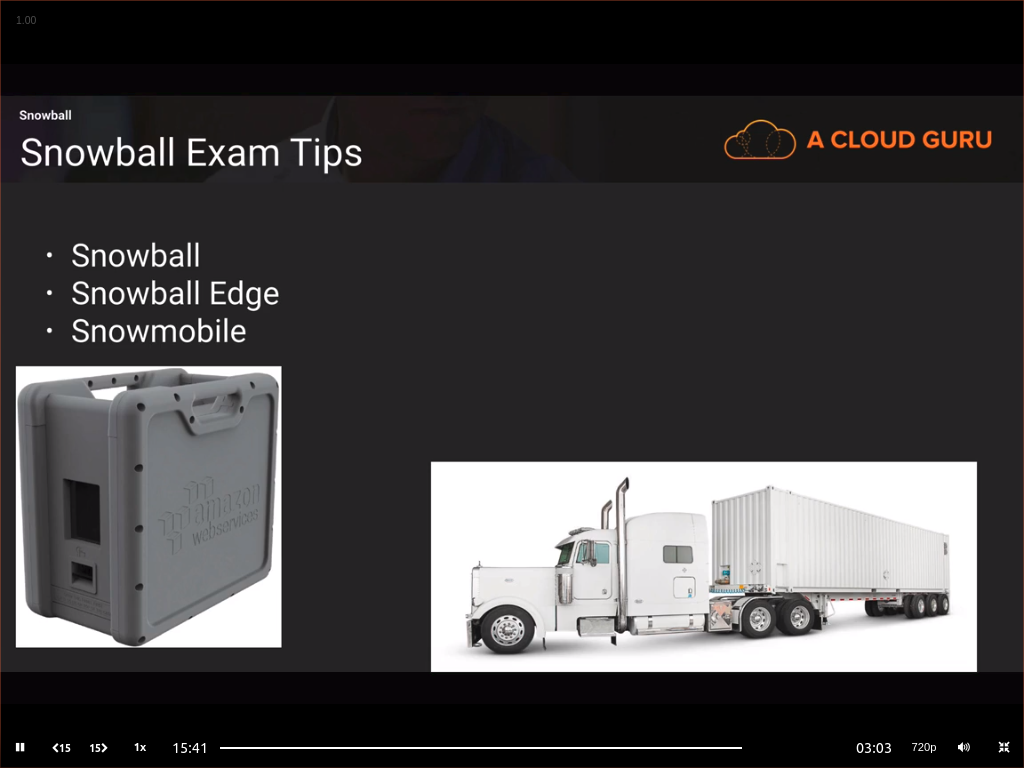 1.00
Snowball
Snowball Exam Tips
A CLOUD GURU
• Snowball
• Snowball Edge
• Snowmobile
amazon
webservices
15
15
1x
15:41
03:03
720p